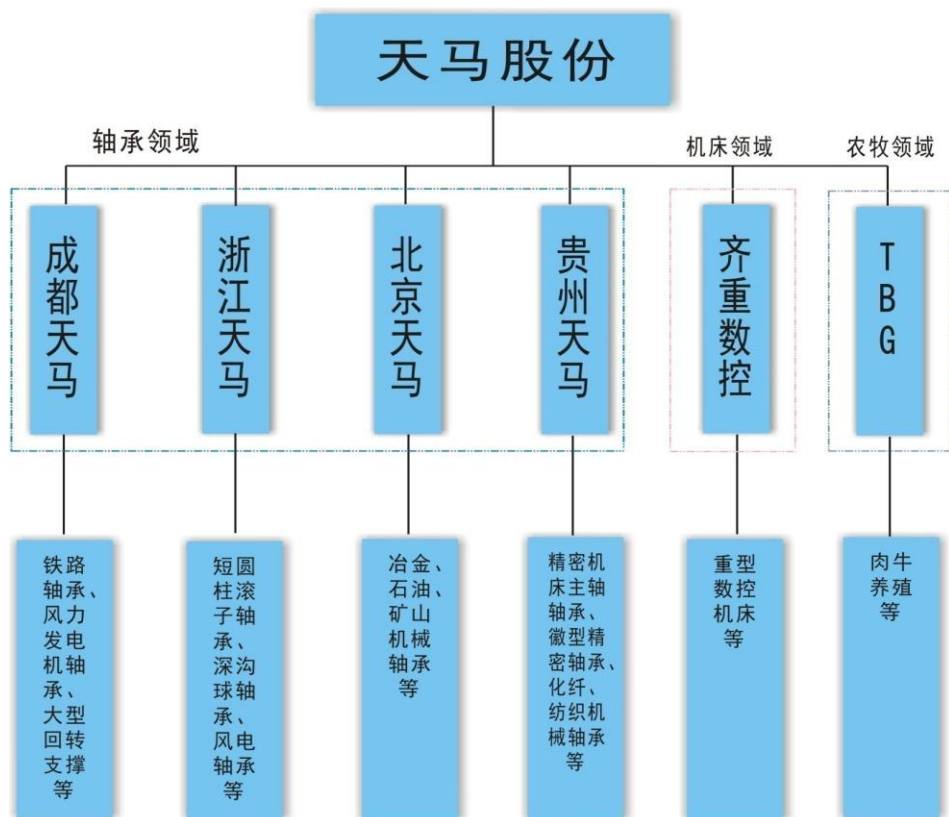 天马股份
轴承领域
机床领域
农牧领域
成都天马
浙江天马
北京天马
贵州天马
齐重数控
TBG
铁路
轴承、
风力
发电
机轴
承、
大型
回转
支撑
等
短圆
柱滚
子轴
承、
深沟
球轴
承、
风电
轴承
等
冶金、
石油、
矿山
机械
轴承
等
精密机
床主轴
轴承、
徽型精
密轴承、
化纤、
纺织机
械轴承
等
重型
数控
机床
等
肉牛
养殖
等